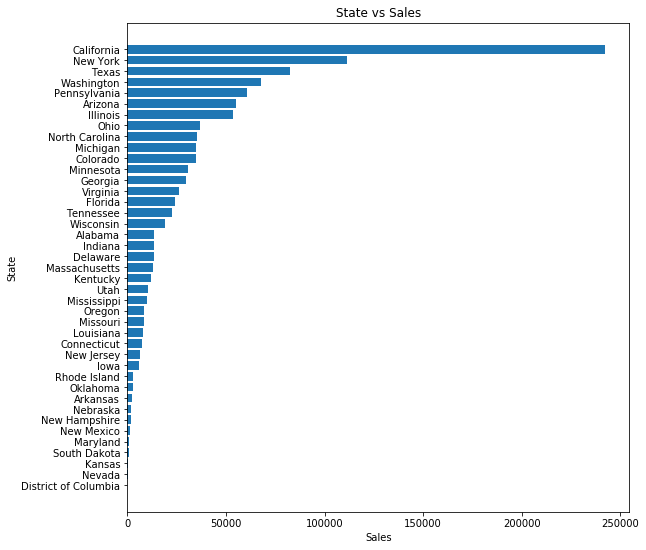 State vs Sales
California
New York
Texas
Washington
Pennsylvania
Arizona
Illinois
Ohio
North Carolina
Michigan
Colorado
Minnesota
Georgia
Virginia
Florida
Tennessee
Wisconsin
Alabama
Indiana
Delaware
Massachusetts
Kentucky
Utah
Mississippi
Oregon
Missouri
Louisiana
Connecticut
New Jersey
Iowa
Rhode Island
Oklahoma
Arkansas
Nebraska
New Hampshire
New Mexico
Maryland
South Dakota
Kansas
Nevada
District of Columbia
State
0 50000 100000 150000 200000 250000
Sales